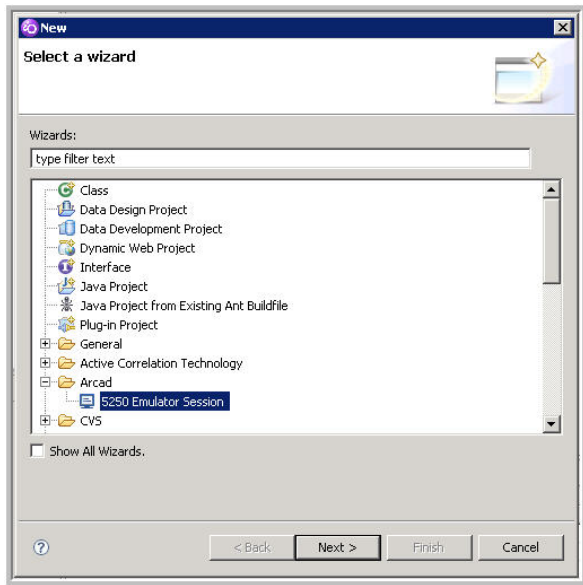 New
Select a wizard
Wizards:
type filter text
Class
Data Design Project
Data Development Project
Dynamic Web Project
Interface
Java Project
Java Project from Existing Ant Buildfile
Plug-in Project
General
Active Correlation Technology
Arcad
5250 Emulator Session
CVS
Show All Wizards.
? < Back Next > Finish Cancel